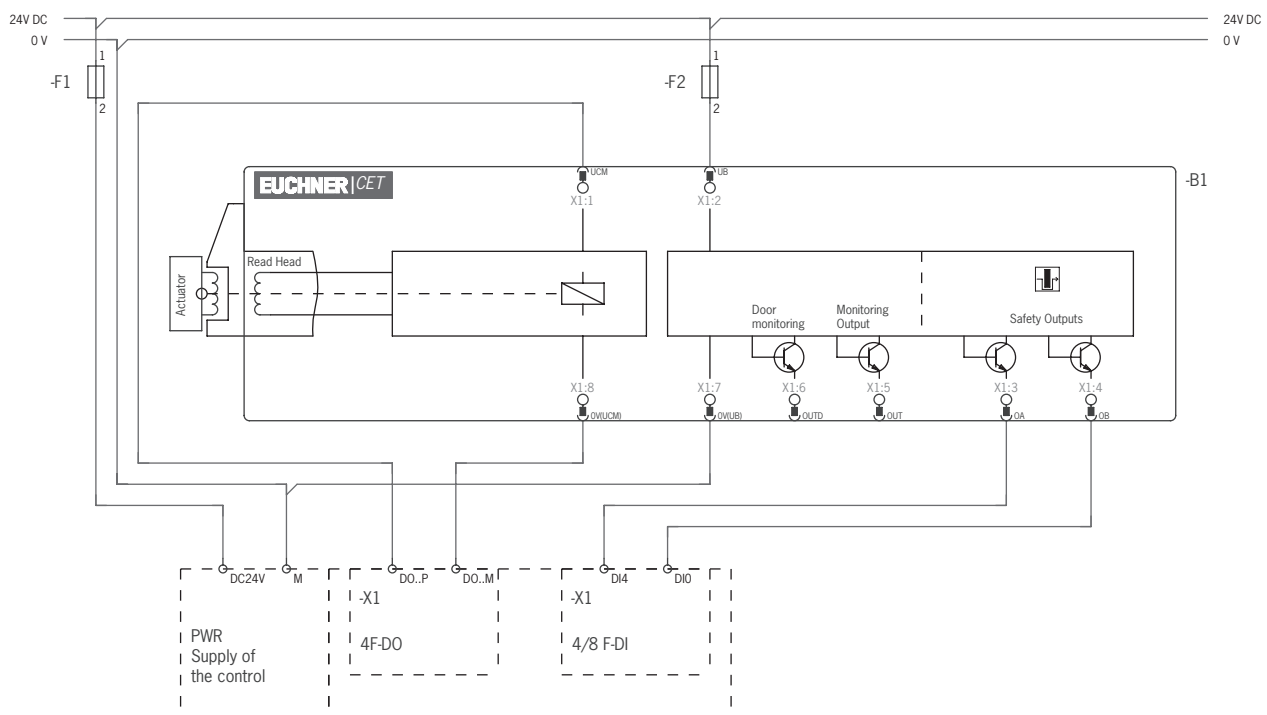 24V DC
24V DC
0 V
0 V
1
1
-F1
-F2
2
2
UCM
UB
EUCHNER|CET
-B1
X1:1
X1:2
Read Head
Actuator
Door
monitoring
Monitoring
Output
Safety Outputs
X1:8
X1:7
X1:6
X1:5
X1:3
X1:4
0V(UCM)
0V(UB)
OUTD
OUT
OA
OB
DC24V
M
DO..P
DO..M
DI4
DI0
-X1
-X1
PWR
Supply of
the control
4F-DO
4/8 F-DI